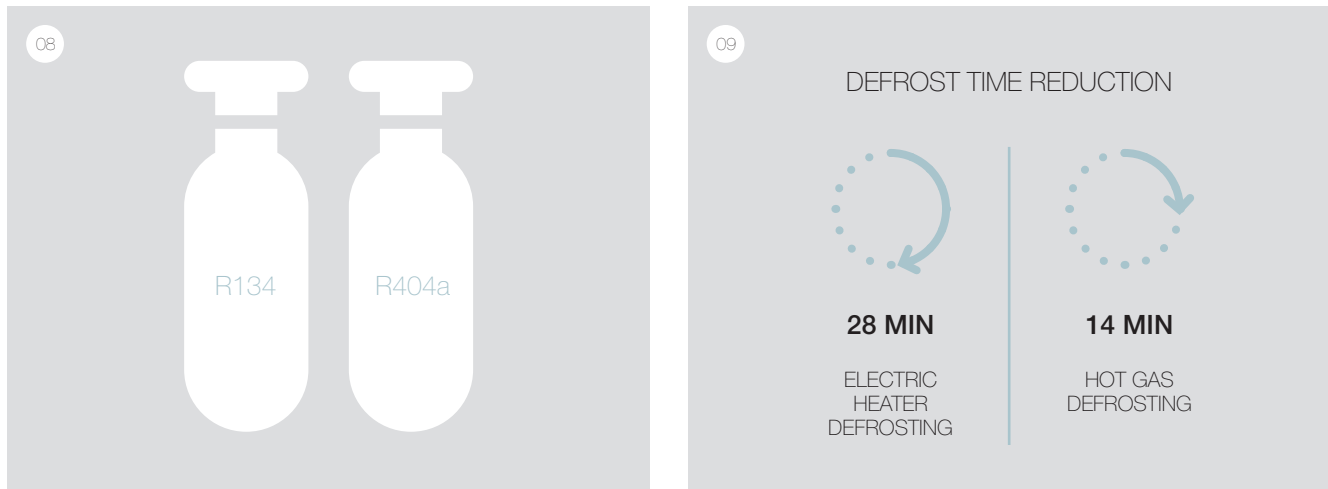 08
R134
R404a
09
DEFROST TIME REDUCTION
28 MIN
ELECTRIC
HEATER
DEFROSTING
14 MIN
HOT GAS
DEFROSTING